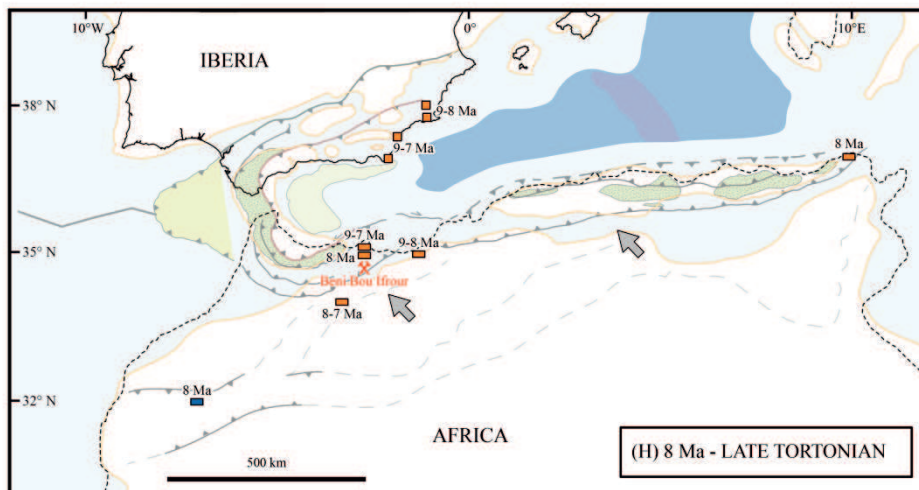 10°W
0°
10°E
IBERIA
38° N
9-8 Ma
9-7 Ma
8 Ma
9-7 Ma
9-8 Ma
35° N
8 Ma
Beni Bou Ifrour
8-7 Ma
8 Ma
32° N
AFRICA
500 km
(H) 8 Ma - LATE TORTONIAN